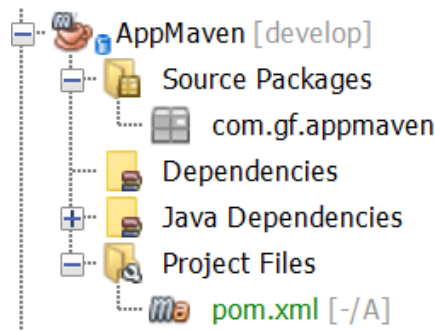 AppMaven [develop]
Source Packages
com.gf.appmaven
Dependencies
Java Dependencies
Project Files
pom.xml [-/A]